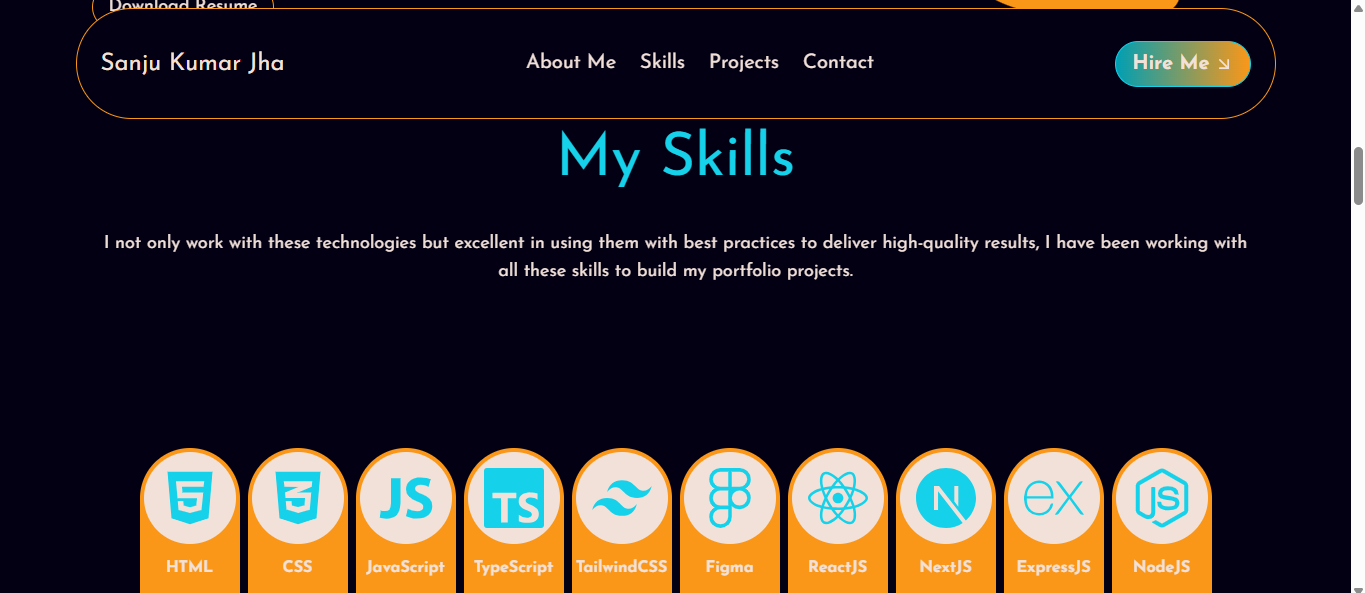 Download Resume
Sanju Kumar Jha
About Me Skills Projects Contact
Hire Me
My Skills
I not only work with these technologies but excellent in using them with best practices to deliver high-quality results, I have been working with
all these skills to build my portfolio projects.
JS TS N ex JS
HTML CSS JavaScript TypeScript TailwindCSS Figma ReactJS NextJS ExpressJS NodeJS